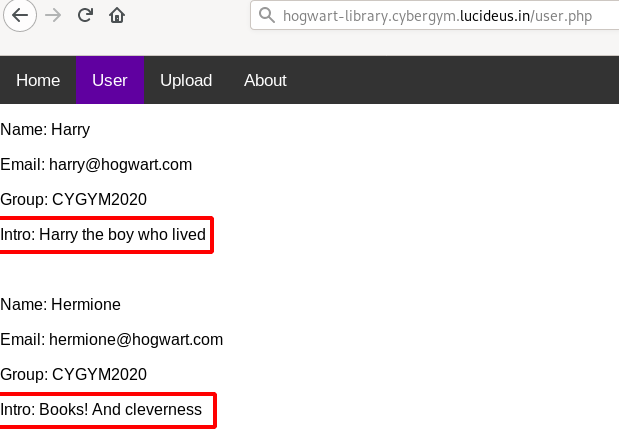 hogwart-library.cybergym.lucideus.in/user.php
Home User Upload About
Name: Harry
Email: harry@hogwart.com
Group: CYGYM2020
Intro: Harry the boy who lived
Name: Hermione
Email: hermione@hogwart.com
Group: CYGYM2020
Intro: Books! And cleverness